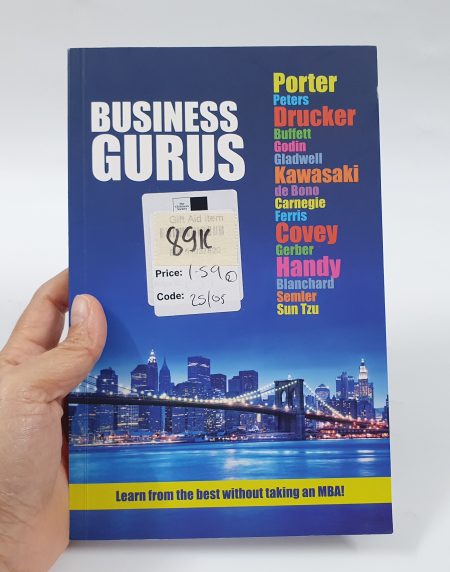 BUSINESS
GURUS
Porter
Peters
Drucker
Buffett
Godin
Gladwell
Kawasaki
de Bono
Carnegie
Ferris
Covey
Gerber
Handy
Blanchard
Semler
Sun Tzu
Gift Aid Item
89K
Price: 1-59
Code: 25/05
Learn from the best without taking an MBA!